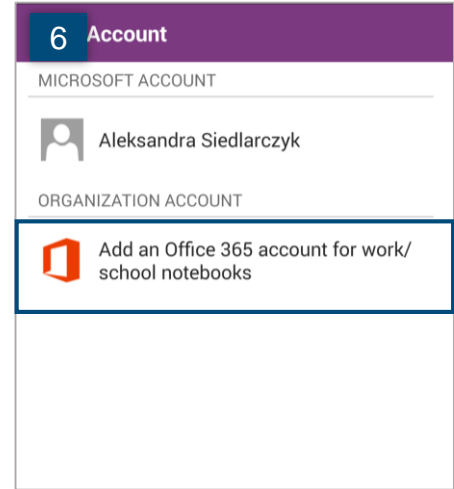 6 Account
MICROSOFT ACCOUNT
Aleksandra Siedlarczyk
ORGANIZATION ACCOUNT
Add an Office 365 account for work/
school notebooks